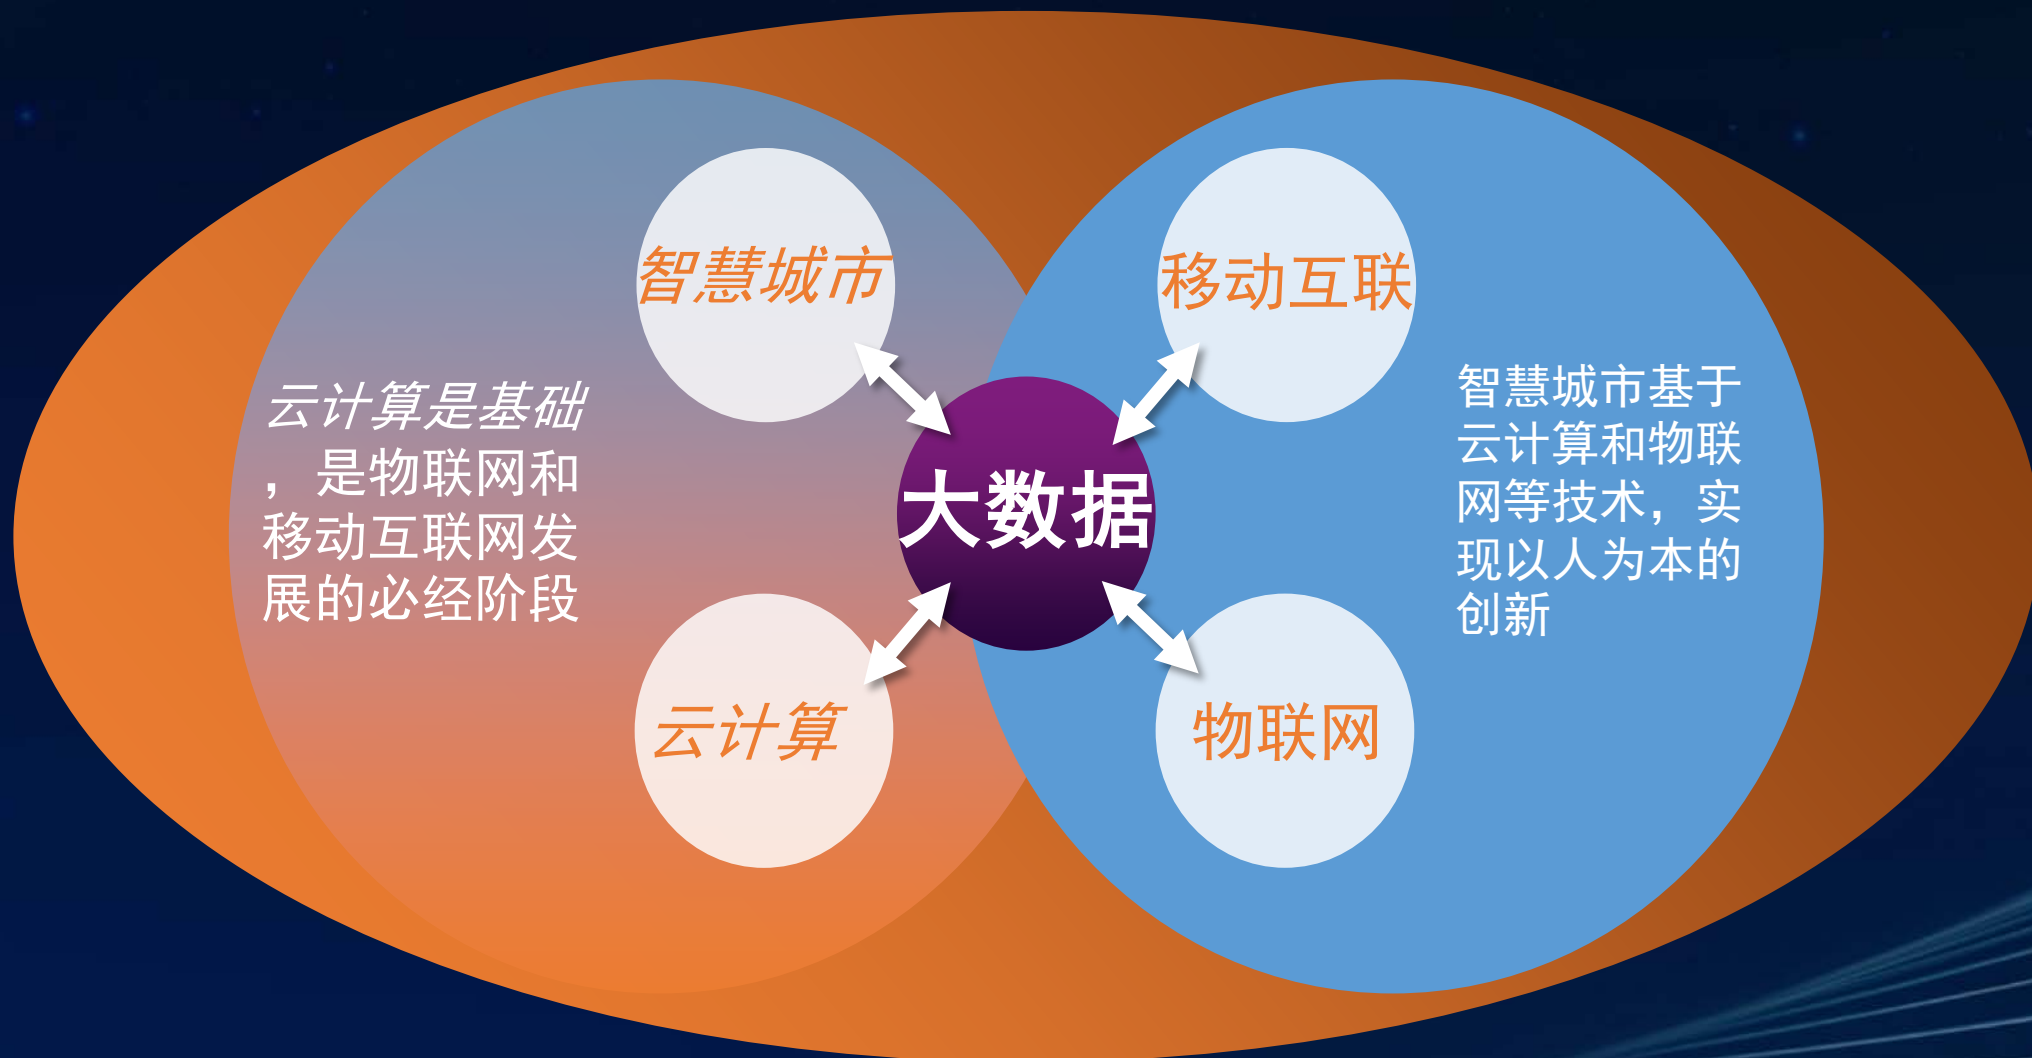 智慧城市
移动互联
云计算是基础
，是物联网和
移动互联网发
展的必经阶段
大数据
智慧城市基于
云计算和物联
网等技术，实
现以人为本的
创新
云计算
物联网